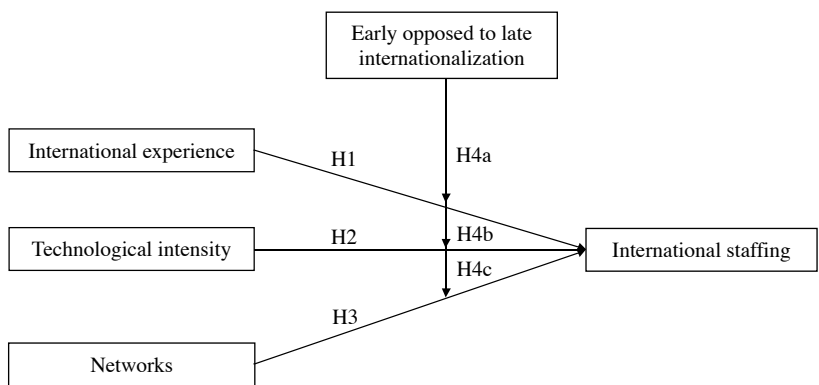 Early opposed to late
internationalization
International experience
H1
H4a
Technological intensity
H2
H4b
International staffing
H4c
H3
Networks